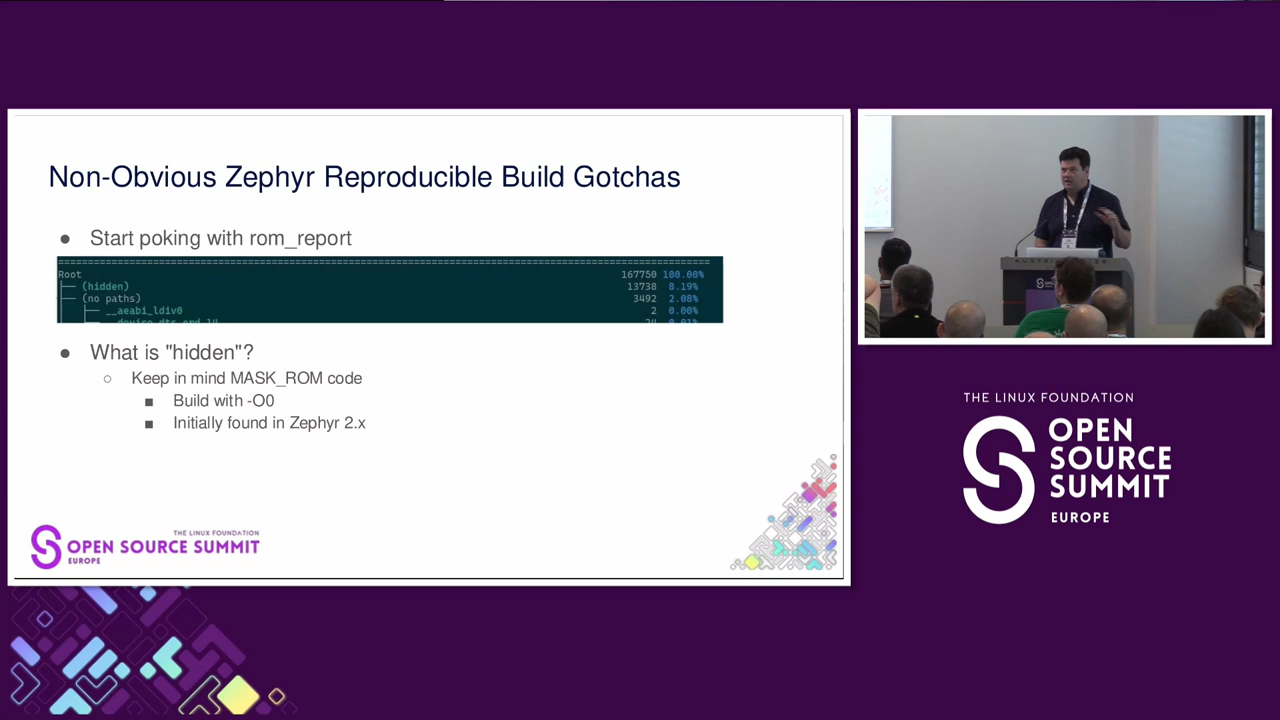 Non-Obvious Zephyr Reproducible Build Gotchas
● Start poking with rom_report
Root 167750 100.00%
├── (hidden) 13738 8.19%
├── (no paths) 3492 2.08%
│ ├── __aeabi_ldiv0 2 0.00%
● What is "hidden"?
○ Keep in mind MASK_ROM code
■ Build with -O0
■ Initially found in Zephyr 2.x
THE LINUX FOUNDATION
OPEN SOURCE SUMMIT
EUROPE
THE LINUX FOUNDATION
OPEN
SOURCE
SUMMIT
EUROPE